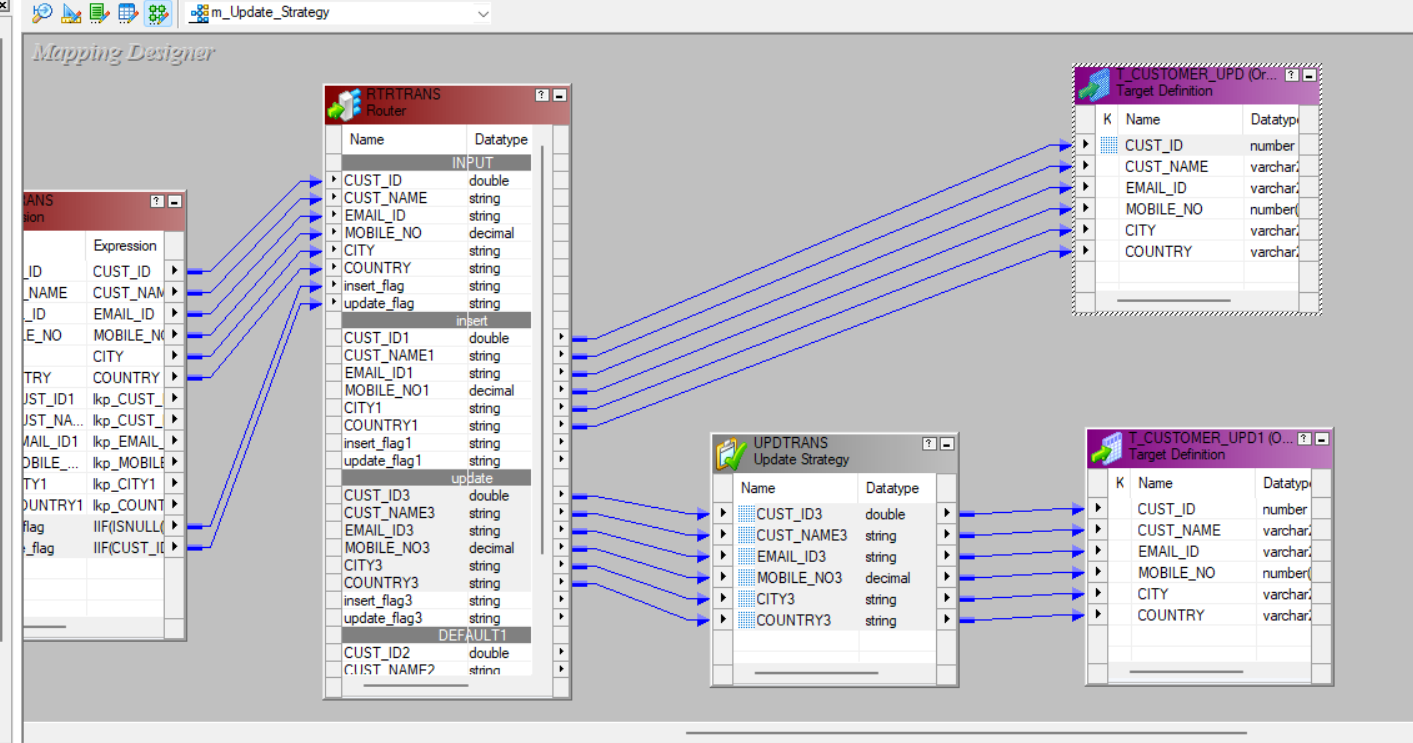 m_Update_Strategy
Mapping Designer
ANS
ion
Expression
_ID CUST_ID
_NAME CUST_NAM
_ID EMAIL_ID
LE_NO MOBILE_N
CITY
TRY COUNTRY
UST_ID1 lkp_CUST_
UST_NA... lkp_CUST_
MAIL_ID1 lkp_EMAIL_
OBILE_... lkp_MOBILE
TY1 lkp_CITY1
OUNTRY1 lkp_COUNT
flag IIF(ISNULL(
_flag IIF(CUST_ID
RTRTRANS
Router
Name Datatype
INPUT
CUST_ID double
CUST_NAME string
EMAIL_ID string
MOBILE_NO decimal
CITY string
COUNTRY string
insert_flag string
update_flag string
insert
CUST_ID1 double
CUST_NAME1 string
EMAIL_ID1 string
MOBILE_NO1 decimal
CITY1 string
COUNTRY1 string
insert_flag1 string
update_flag1 string
update
CUST_ID3 double
CUST_NAME3 string
EMAIL_ID3 string
MOBILE_NO3 decimal
CITY3 string
COUNTRY3 string
insert_flag3 string
update_flag3 string
DEFAULT1
CUST_ID2 double
CUST_NAME2 string
T_CUSTOMER_UPD (Or...
Target Definition
K Name Datatyp
CUST_ID number
CUST_NAME varchar2
EMAIL_ID varchar2
MOBILE_NO number(
CITY varchar2
COUNTRY varchar2
UPDTRANS
Update Strategy
Name Datatype
CUST_ID3 double
CUST_NAME3 string
EMAIL_ID3 string
MOBILE_NO3 decimal
CITY3 string
COUNTRY3 string
T_CUSTOMER_UPD1 (O...
Target Definition
K Name Datatyp
CUST_ID number
CUST_NAME varchar2
EMAIL_ID varchar2
MOBILE_NO number(
CITY varchar2
COUNTRY varchar2